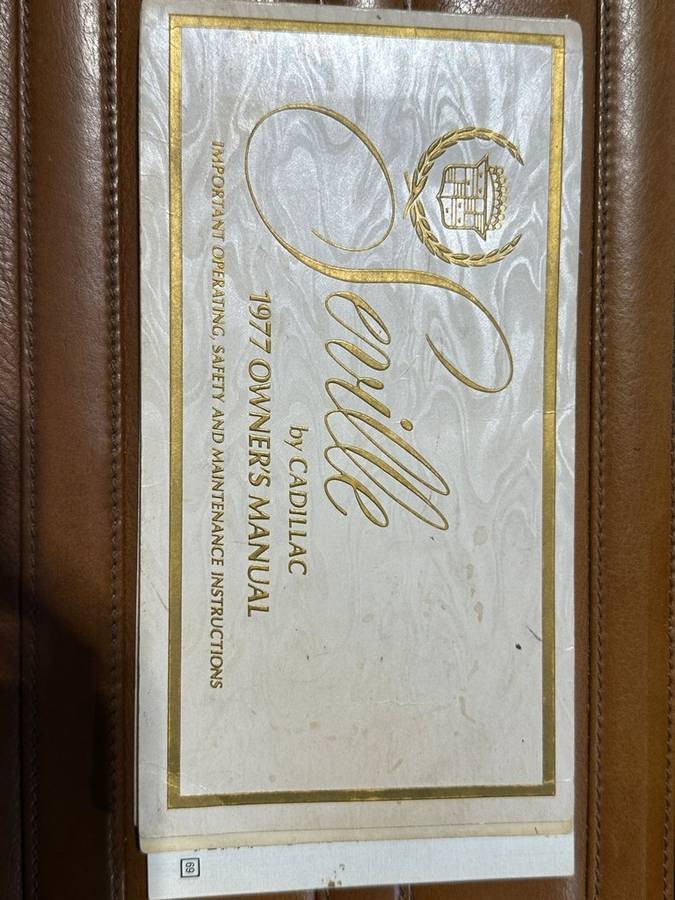 Seville
by CADILLAC
1977 OWNER'S MANUAL
IMPORTANT OPERATING, SAFETY AND MAINTENANCE INSTRUCTIONS
69